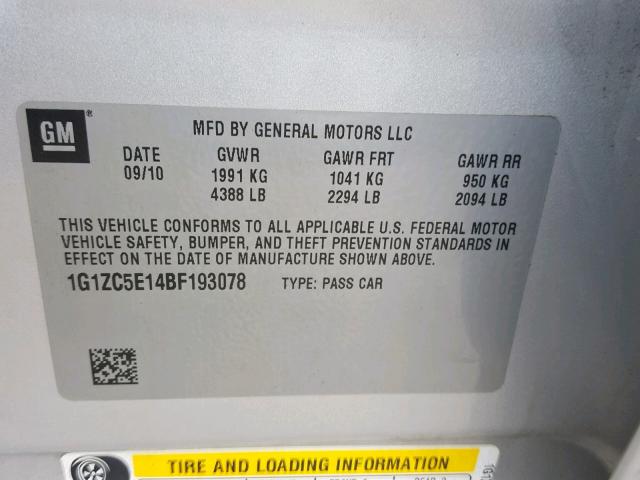 GM
MFD BY GENERAL MOTORS LLC
DATE GVWR GAWR FRT GAWR RR
09/10 1991 KG 1041 KG 950 KG
4388 LB 2294 LB 2094 LB
THIS VEHICLE CONFORMS TO ALL APPLICABLE U.S. FEDERAL MOTOR
VEHICLE SAFETY, BUMPER, AND THEFT PREVENTION STANDARDS IN
EFFECT ON THE DATE OF MANUFACTURE SHOWN ABOVE.
1G1ZC5E14BF193078 TYPE: PASS CAR
TIRE AND LOADING INFORMATION